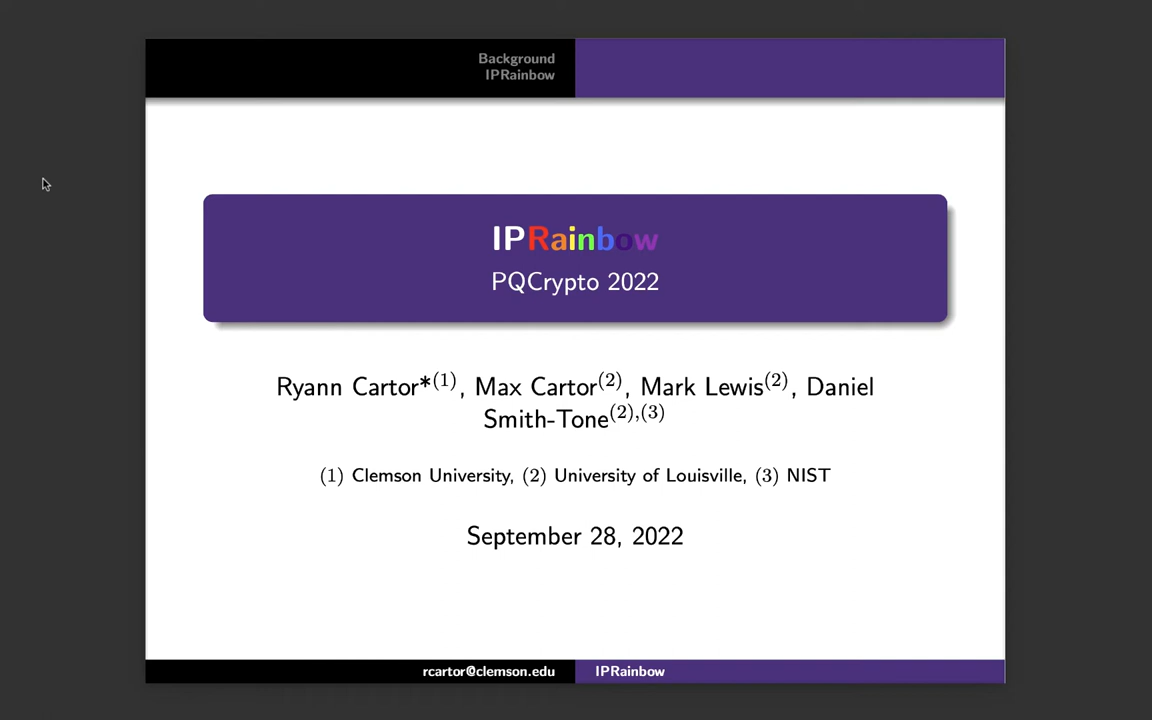 Background
IPRainbow
IPRainbow
PQCrypto 2022
Ryann Cartor*(1), Max Cartor(2), Mark Lewis(2), Daniel
Smith-Tone(2),(3)
(1) Clemson University, (2) University of Louisville, (3) NIST
September 28, 2022
rcartor@clemson.edu IPRainbow